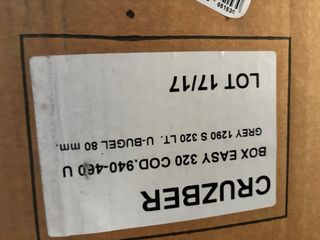 CRUZBER
BOX EASY 320 COD.940-460 U
GREY 1290 S 320 LT. U-BUGEL 80 mm.
LOT 17/17